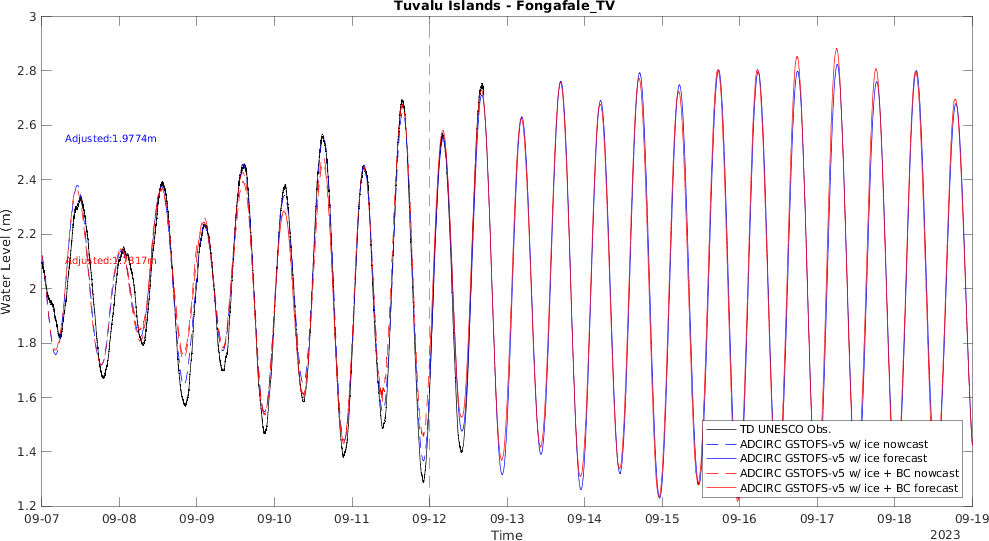 Tuvalu Islands - Fongafale_TV
3
2.8
2.6
2.4
2.2
2
1.8
1.6
1.4
1.2
Water Level (m)
Adjusted:1.9774m
Adjusted:1.7317m
TD UNESCO Obs.
ADCIRC GSTOFS-v5 w/ ice nowcast
ADCIRC GSTOFS-v5 w/ ice forecast
ADCIRC GSTOFS-v5 w/ ice + BC nowcast
ADCIRC GSTOFS-v5 w/ ice + BC forecast
09-07 09-08 09-09 09-10 09-11 09-12 09-13 09-14 09-15 09-16 09-17 09-18 09-19
Time
2023